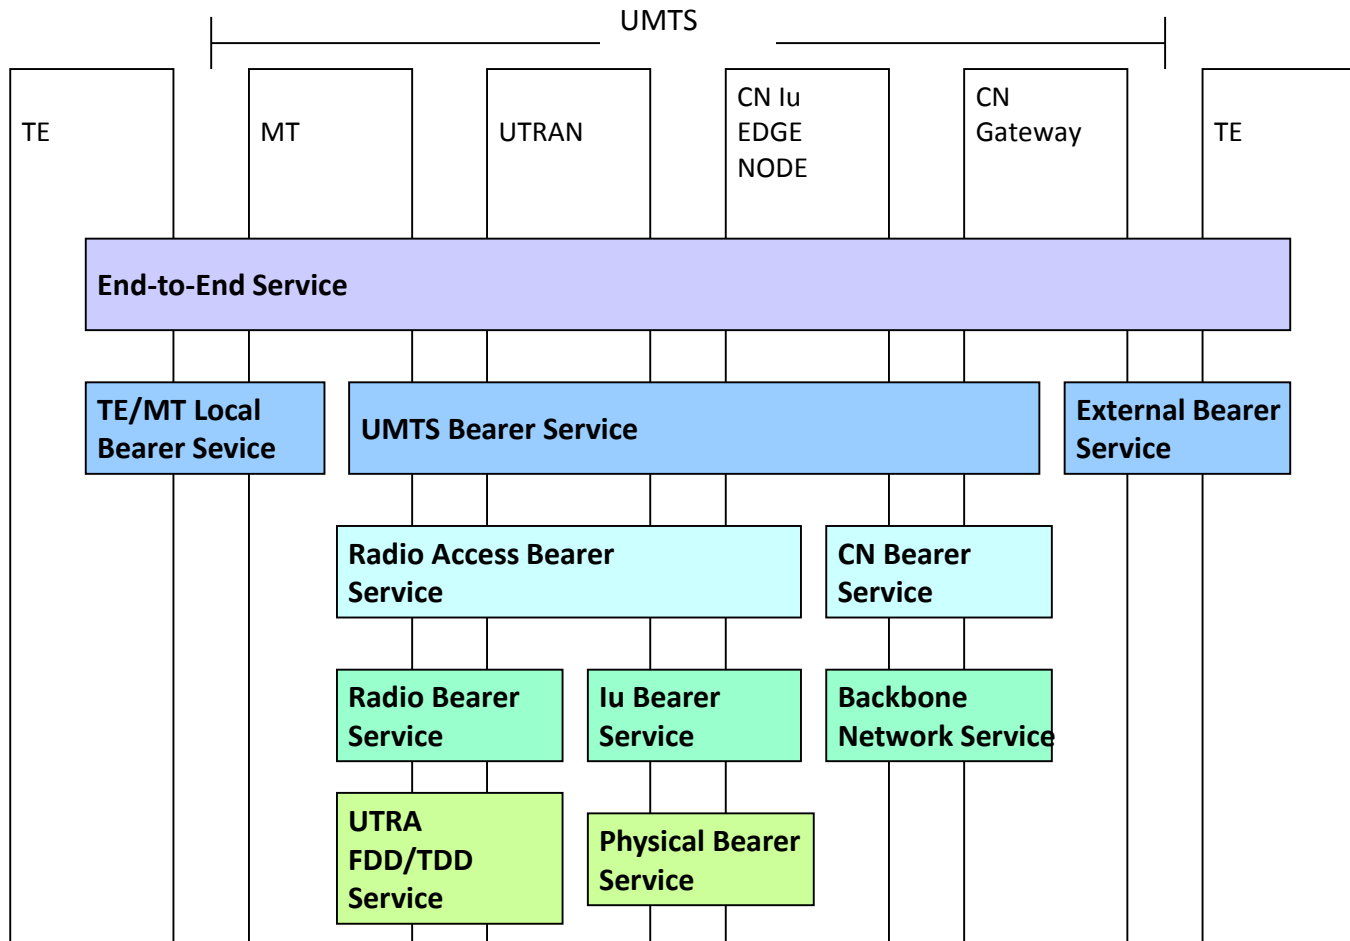 UMTS
TE
MT
UTRAN
CN Iu
EDGE
NODE
CN
Gateway
TE
End-to-End Service
TE/MT Local
Bearer Sevice
UMTS Bearer Service
External Bearer
Service
Radio Access Bearer
Service
CN Bearer
Service
Radio Bearer
Service
Iu Bearer
Service
Backbone
Network Service
UTRA
FDD/TDD
Service
Physical Bearer
Service